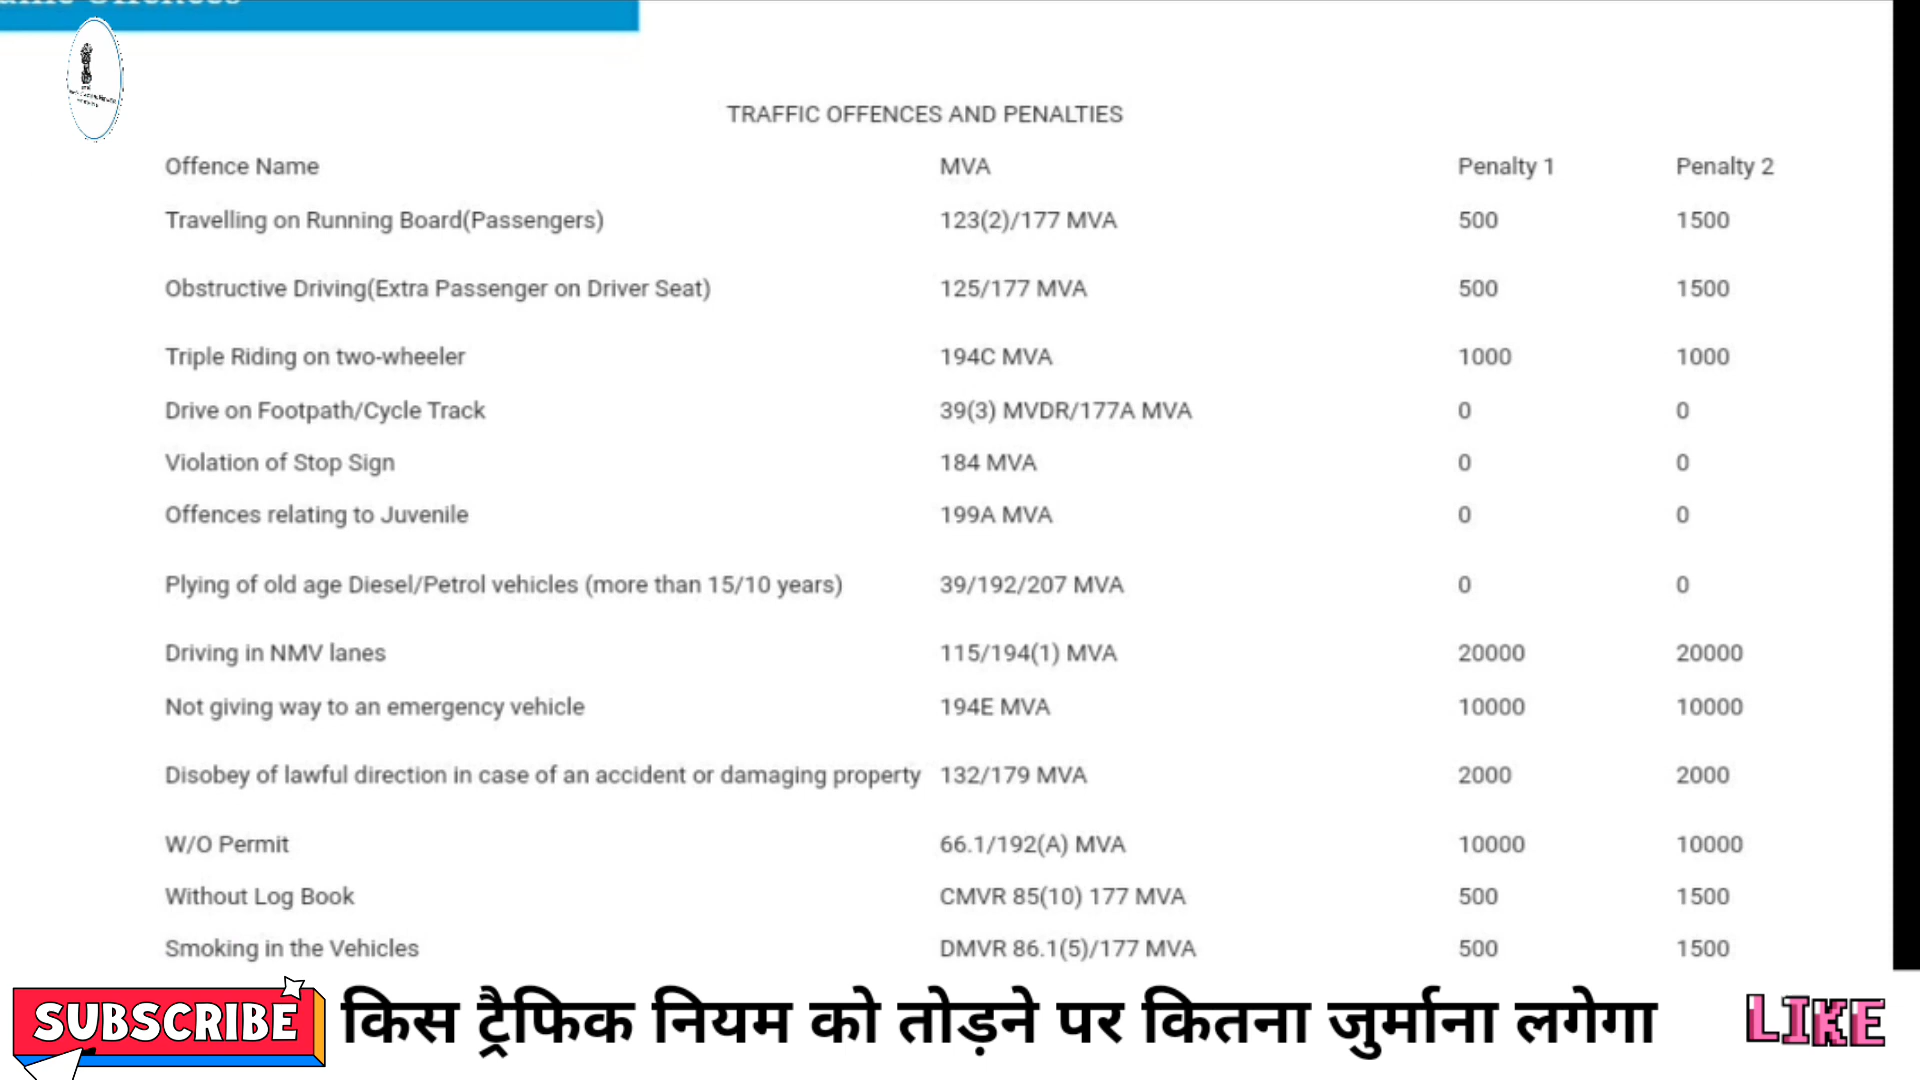 TRAFFIC OFFENCES AND PENALTIES
Offence Name MVA Penalty 1 Penalty 2
Travelling on Running Board(Passengers) 123(2)/177 MVA 500 1500
Obstructive Driving(Extra Passenger on Driver Seat) 125/177 MVA 500 1500
Triple Riding on two-wheeler 194C MVA 1000 1000
Drive on Footpath/Cycle Track 39(3) MVDR/177A MVA 0 0
Violation of Stop Sign 184 MVA 0 0
Offences relating to Juvenile 199A MVA 0 0
Plying of old age Diesel/Petrol vehicles (more than 15/10 years) 39/192/207 MVA 0 0
Driving in NMV lanes 115/194(1) MVA 20000 20000
Not giving way to an emergency vehicle 194E MVA 10000 10000
Disobey of lawful direction in case of an accident or damaging property 132/179 MVA 2000 2000
W/O Permit 66.1/192(A) MVA 10000 10000
Without Log Book CMVR 85(10) 177 MVA 500 1500
Smoking in the Vehicles DMVR 86.1(5)/177 MVA 500 1500
SUBSCRIBE किस ट्रैफिक नियम को तोड़ने पर कितना जुर्माना लगेगा LIKE